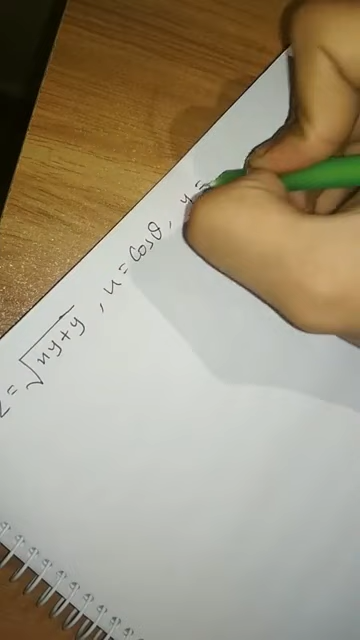 z = √xy+y , x = Cosθ , y =